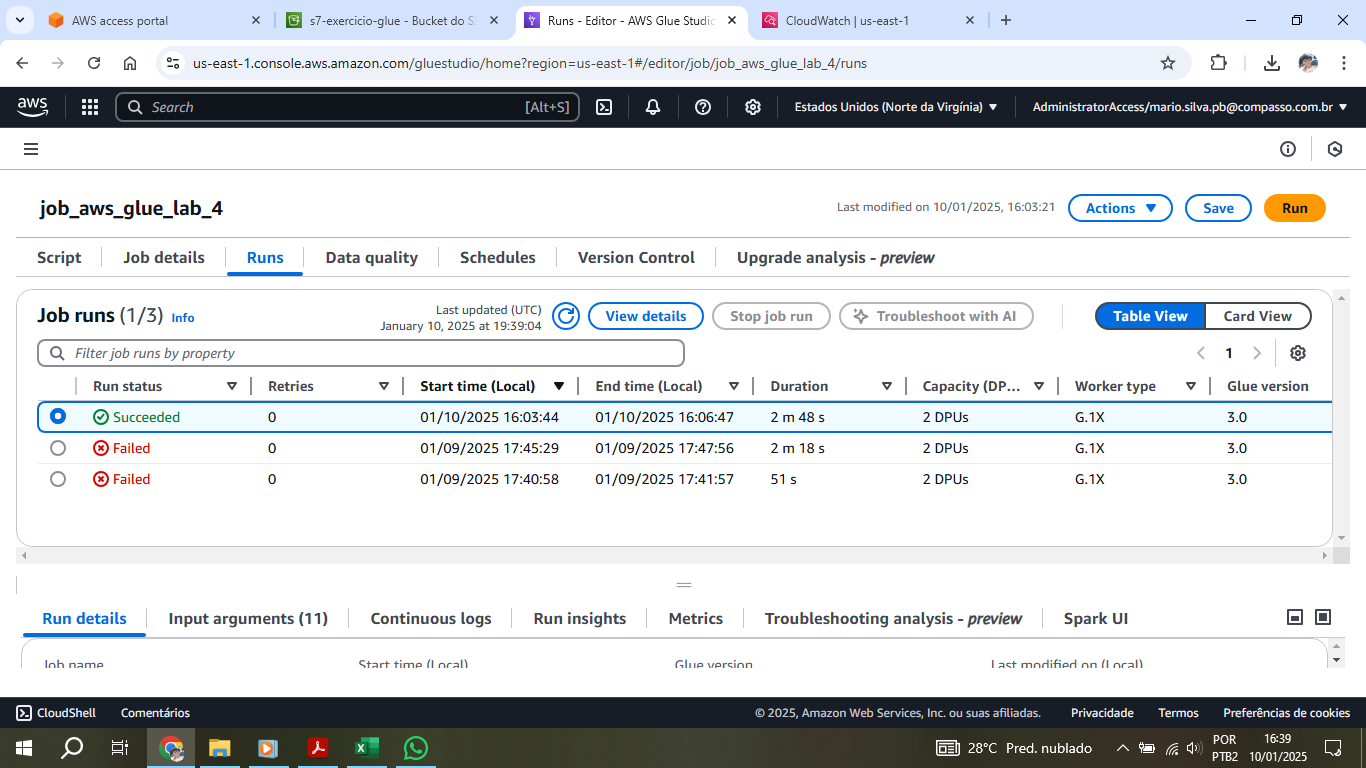 AWS access portal
s7-exercicio-glue - Bucket do S
Runs - Editor - AWS Glue Studio
CloudWatch | us-east-1
us-east-1.console.aws.amazon.com/gluestudio/home?region=us-east-1#/editor/job/job_aws_glue_lab_4/runs
aws
Search
[Alt+S]
Estados Unidos (Norte da Virgínia)
AdministratorAccess/mario.silva.pb@compasso.com.br
job_aws_glue_lab_4
Last modified on 10/01/2025, 16:03:21
Actions
Save
Run
Script
Job details
Runs
Data quality
Schedules
Version Control
Upgrade analysis - preview
Job runs (1/3) Info
Last updated (UTC)
January 10, 2025 at 19:39:04
View details
Stop job run
Troubleshoot with AI
Table View
Card View
Filter job runs by property
1
Run status Retries Start time (Local) End time (Local) Duration Capacity (DP... Worker type Glue version
Succeeded 0 01/10/2025 16:03:44 01/10/2025 16:06:47 2 m 48 s 2 DPUs G.1X 3.0
Failed 0 01/09/2025 17:45:29 01/09/2025 17:47:56 2 m 18 s 2 DPUs G.1X 3.0
Failed 0 01/09/2025 17:40:58 01/09/2025 17:41:57 51 s 2 DPUs G.1X 3.0
Run details
Input arguments (11)
Continuous logs
Run insights
Metrics
Troubleshooting analysis - preview
Spark UI
Job name
Start time (Local)
Glue version
Last modified on (Local)
CloudShell
Comentários
© 2025, Amazon Web Services, Inc. ou suas afiliadas.
Privacidade
Termos
Preferências de cookies
28°C Pred. nublado
POR
PTB2
16:39
10/01/2025